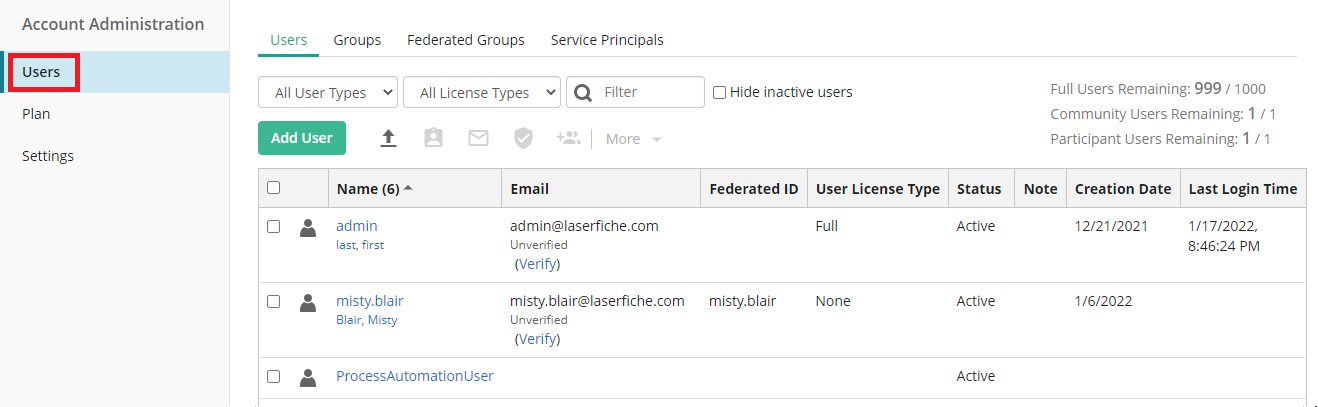 Account Administration
Users
Plan
Settings
Users Groups Federated Groups Service Principals
All User Types All License Types Filter Hide inactive users
Full Users Remaining: 999 / 1000
Community Users Remaining: 1 / 1
Participant Users Remaining: 1 / 1
Add User More
Name (6) Email Federated ID User License Type Status Note Creation Date Last Login Time
admin admin@laserfiche.com Full Active 12/21/2021 1/17/2022,
last, first Unverified 8:46:24 PM
(Verify)
misty.blair misty.blair@laserfiche.com misty.blair None Active 1/6/2022
Blair, Misty Unverified
(Verify)
ProcessAutomationUser Active